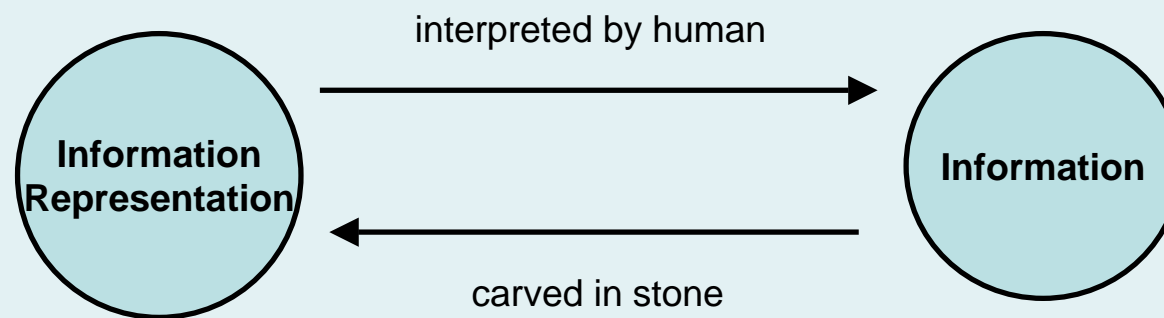 interpreted by human
Information
Representation
Information
carved in stone